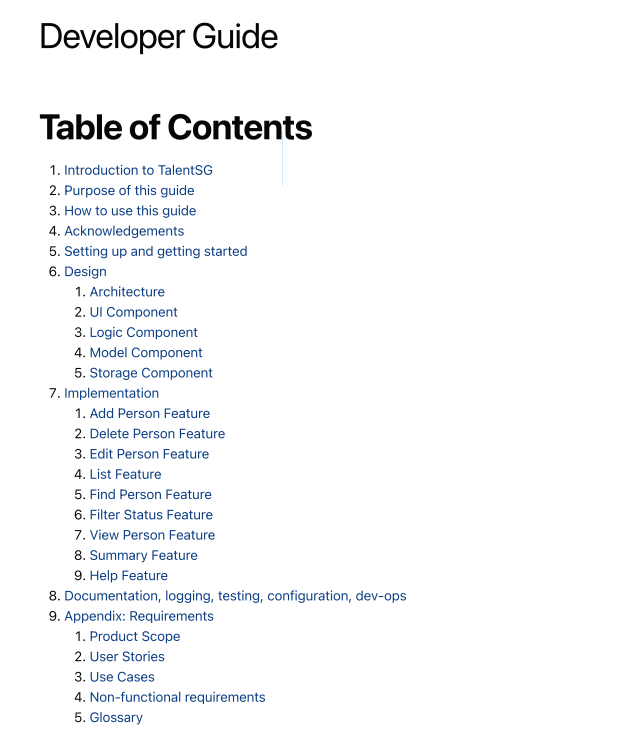 Developer Guide
Table of Contents
1. Introduction to TalentSG
2. Purpose of this guide
3. How to use this guide
4. Acknowledgements
5. Setting up and getting started
6. Design
1. Architecture
2. UI Component
3. Logic Component
4. Model Component
5. Storage Component
7. Implementation
1. Add Person Feature
2. Delete Person Feature
3. Edit Person Feature
4. List Feature
5. Find Person Feature
6. Filter Status Feature
7. View Person Feature
8. Summary Feature
9. Help Feature
8. Documentation, logging, testing, configuration, dev-ops
9. Appendix: Requirements
1. Product Scope
2. User Stories
3. Use Cases
4. Non-functional requirements
5. Glossary